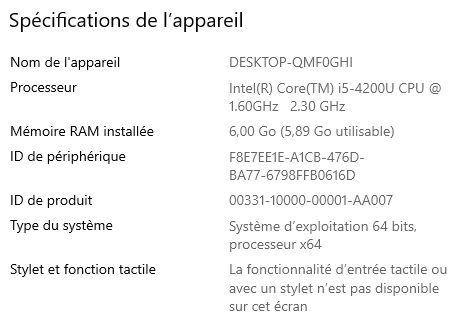 Spécifications de l'appareil
Nom de l'appareil DESKTOP-QMF0GHI
Processeur Intel(R) Core(TM) i5-4200U CPU @
1.60GHz 2.30 GHz
Mémoire RAM installée 6,00 Go (5,89 Go utilisable)
ID de périphérique F8E7EE1E-A1CB-476D-
BA77-6798FFB0616D
ID de produit 00331-10000-00001-AA007
Type du système Système d'exploitation 64 bits,
processeur x64
Stylet et fonction tactile La fonctionnalité d'entrée tactile ou
avec un stylet n'est pas disponible
sur cet écran